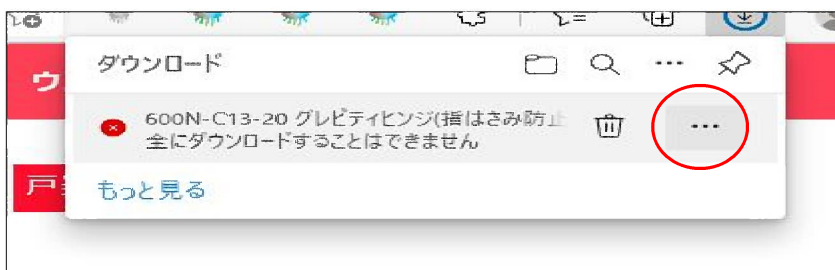 ウ
ダウンロード
600N-C13-20 グレビティヒンジ(指はさみ防止
全にダウンロードすることはできません
戸
もっと見る